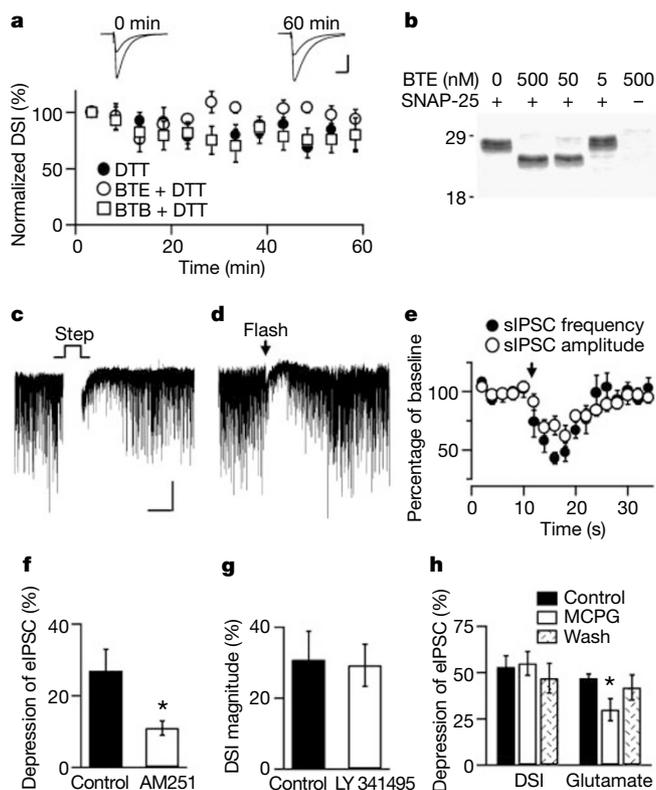 a
0 min 60 min
Normalized DSI (%)
100
50
0
DTT
BTE + DTT
BTB + DTT
0 20 40 60
Time (min)
b
BTE (nM) 0 500 50 5 500
SNAP-25 + + + + –
29
18
c
Step
d
Flash
e
sIPSC frequency
sIPSC amplitude
Percentage of baseline
100
50
0 10 20 30
Time (s)
f
Depression of eIPSC (%)
40
20
0
*
Control AM251
g
DSI magnitude (%)
40
20
0
Control LY 341495
h
Control
MCPG
Wash
Depression of eIPSC (%)
75
50
25
0
*
DSI Glutamate